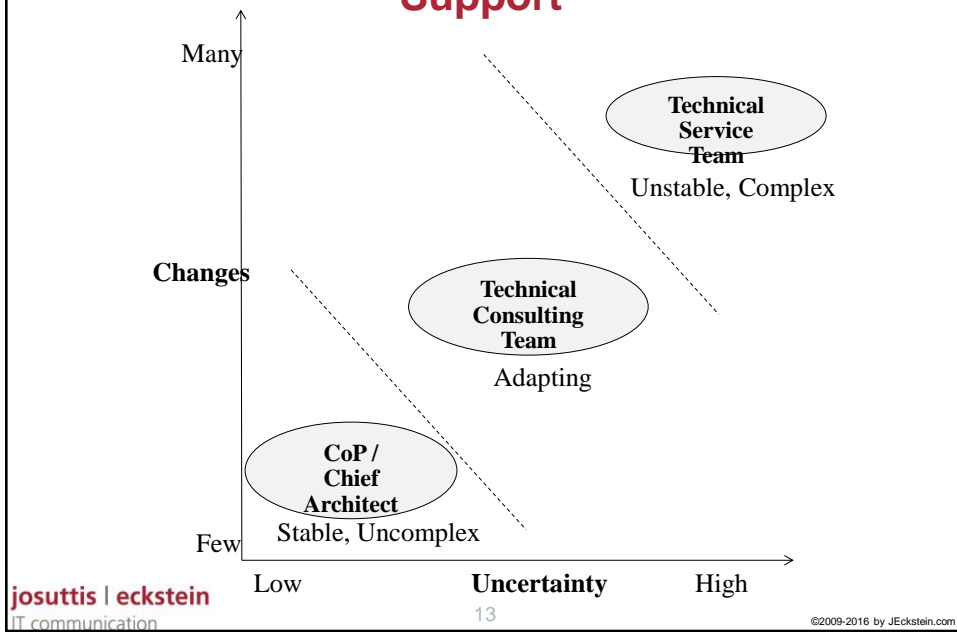 Support
Many
Technical
Service
Team
Unstable, Complex
Changes
Technical
Consulting
Team
Adapting
CoP /
Chief
Architect
Stable, Uncomplex
Few
Low
Uncertainty
High
josuttis | eckstein
IT communication
13
©2009-2016 by JEckstein.com